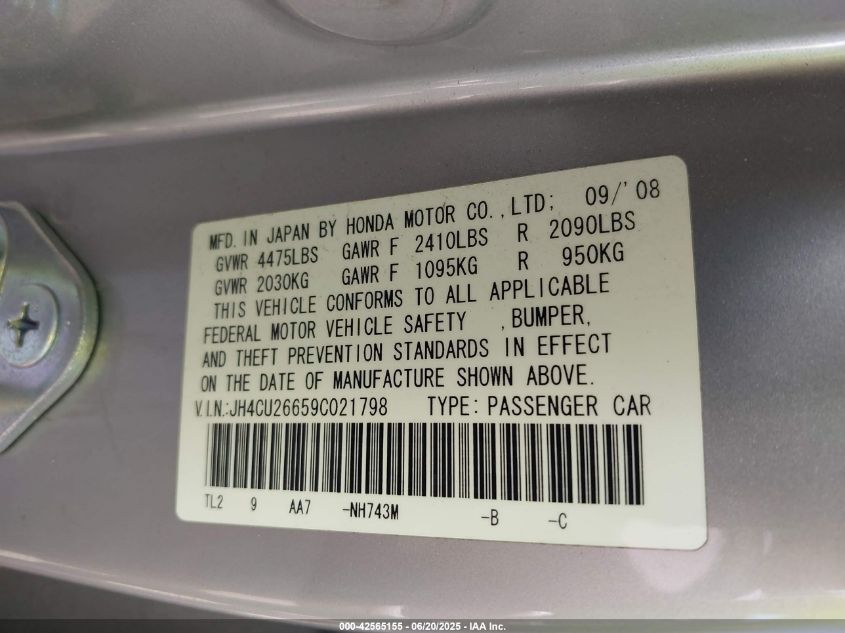 MFD. IN JAPAN BY HONDA MOTOR CO.,LTD; 09/'08
GVWR 4475LBS GAWR F 2410LBS R 2090LBS
GVWR 2030KG GAWR F 1095KG R 950KG
THIS VEHICLE CONFORMS TO ALL APPLICABLE
FEDERAL MOTOR VEHICLE SAFETY ,BUMPER,
AND THEFT PREVENTION STANDARDS IN EFFECT
ON THE DATE OF MANUFACTURE SHOWN ABOVE.
V.I.N.:JH4CU26659C021798 TYPE: PASSENGER CAR
TL2 9 AA7 -NH743M -B -C
000-42565155 - 06/20/2025 - IAA Inc.